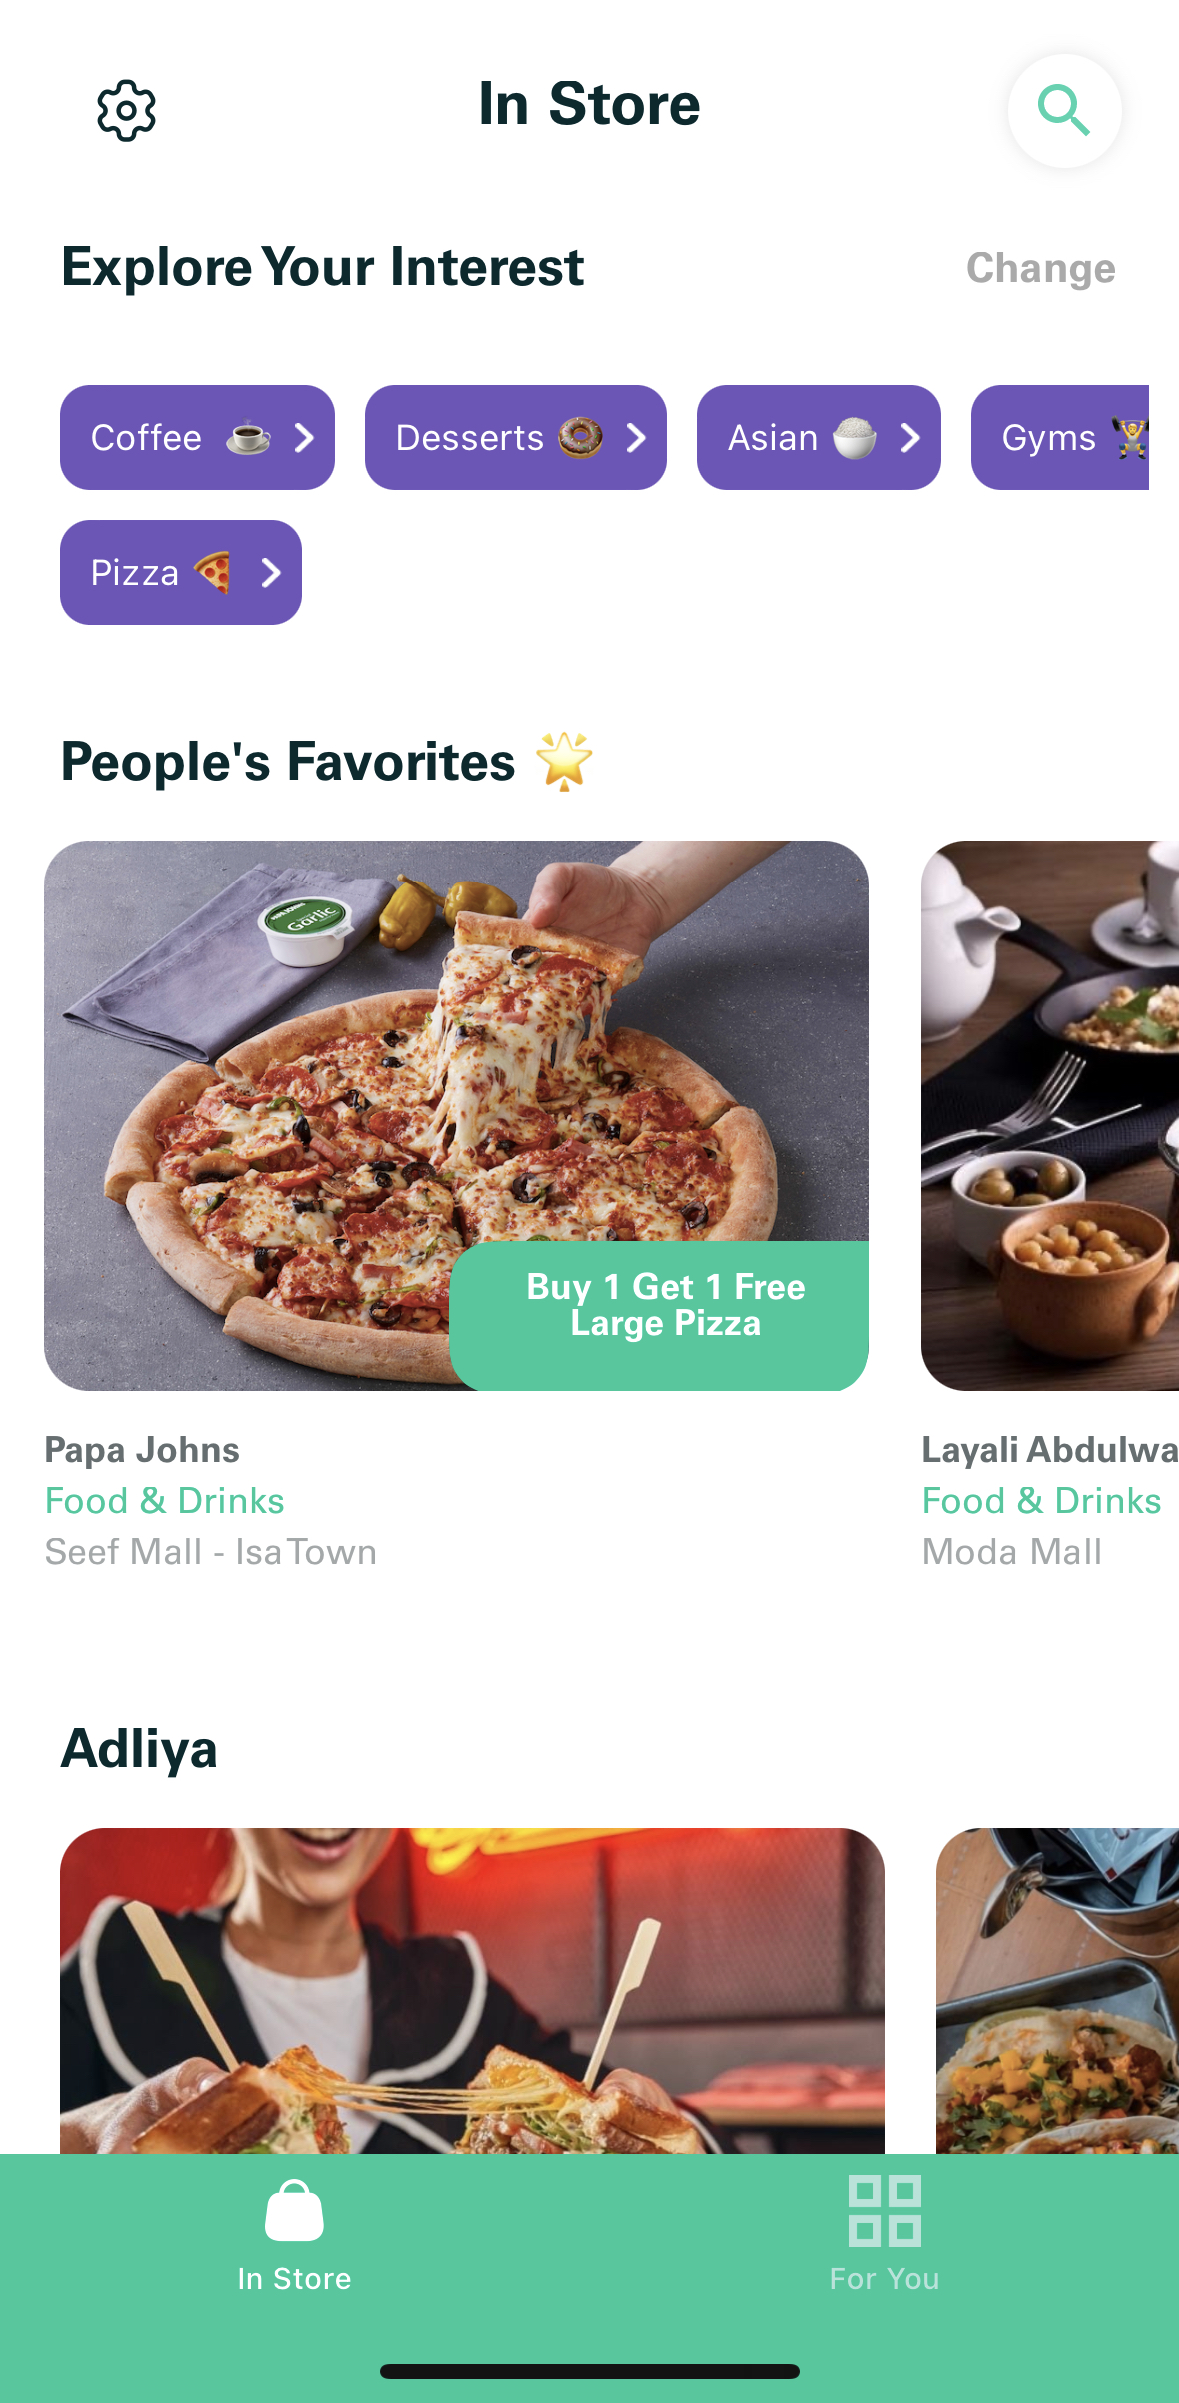 In Store
Explore Your Interest
Change
Coffee ☕
Desserts 🍩
Asian 🍚
Gyms 🏋
Pizza 🍕
People's Favorites 🌟
PAPA JOHNS
Garlic
Buy 1 Get 1 Free
Large Pizza
Papa Johns
Food & Drinks
Seef Mall - Isa Town
Layali Abdulwa
Food & Drinks
Moda Mall
Adliya
In Store
For You